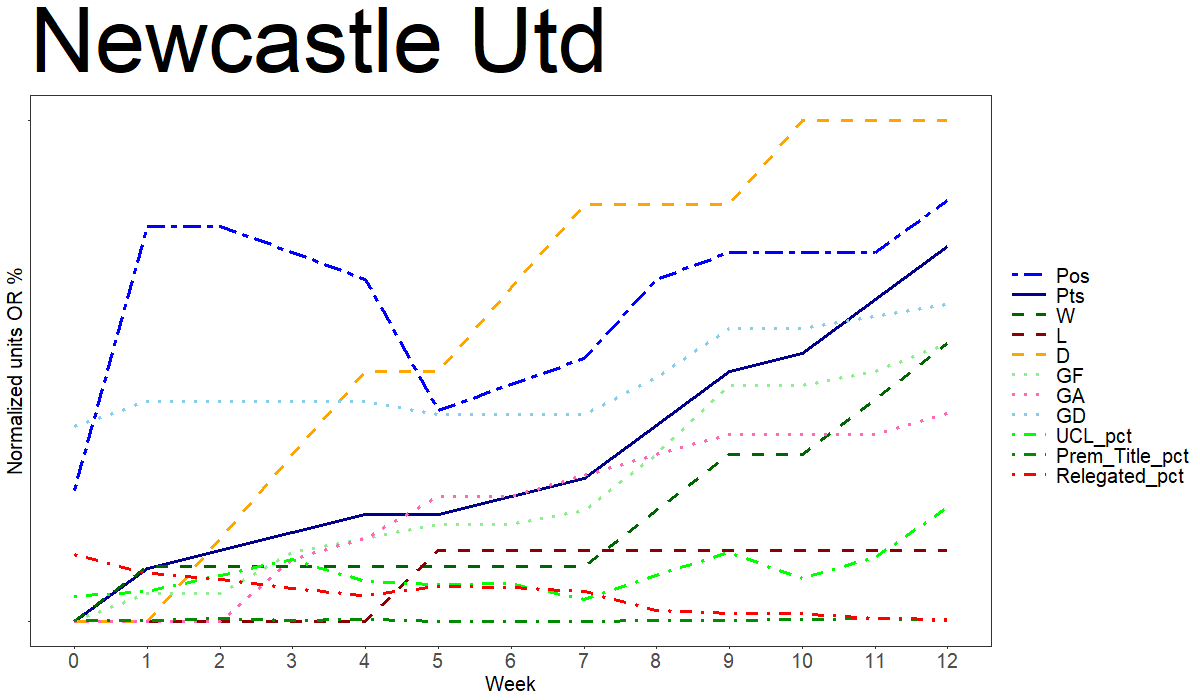 Newcastle Utd
Normalized units OR %
0 1 2 3 4 5 6 7 8 9 10 11 12
Week
Pos
Pts
W
L
D
GF
GA
GD
UCL_pct
Prem_Title_pct
Relegated_pct